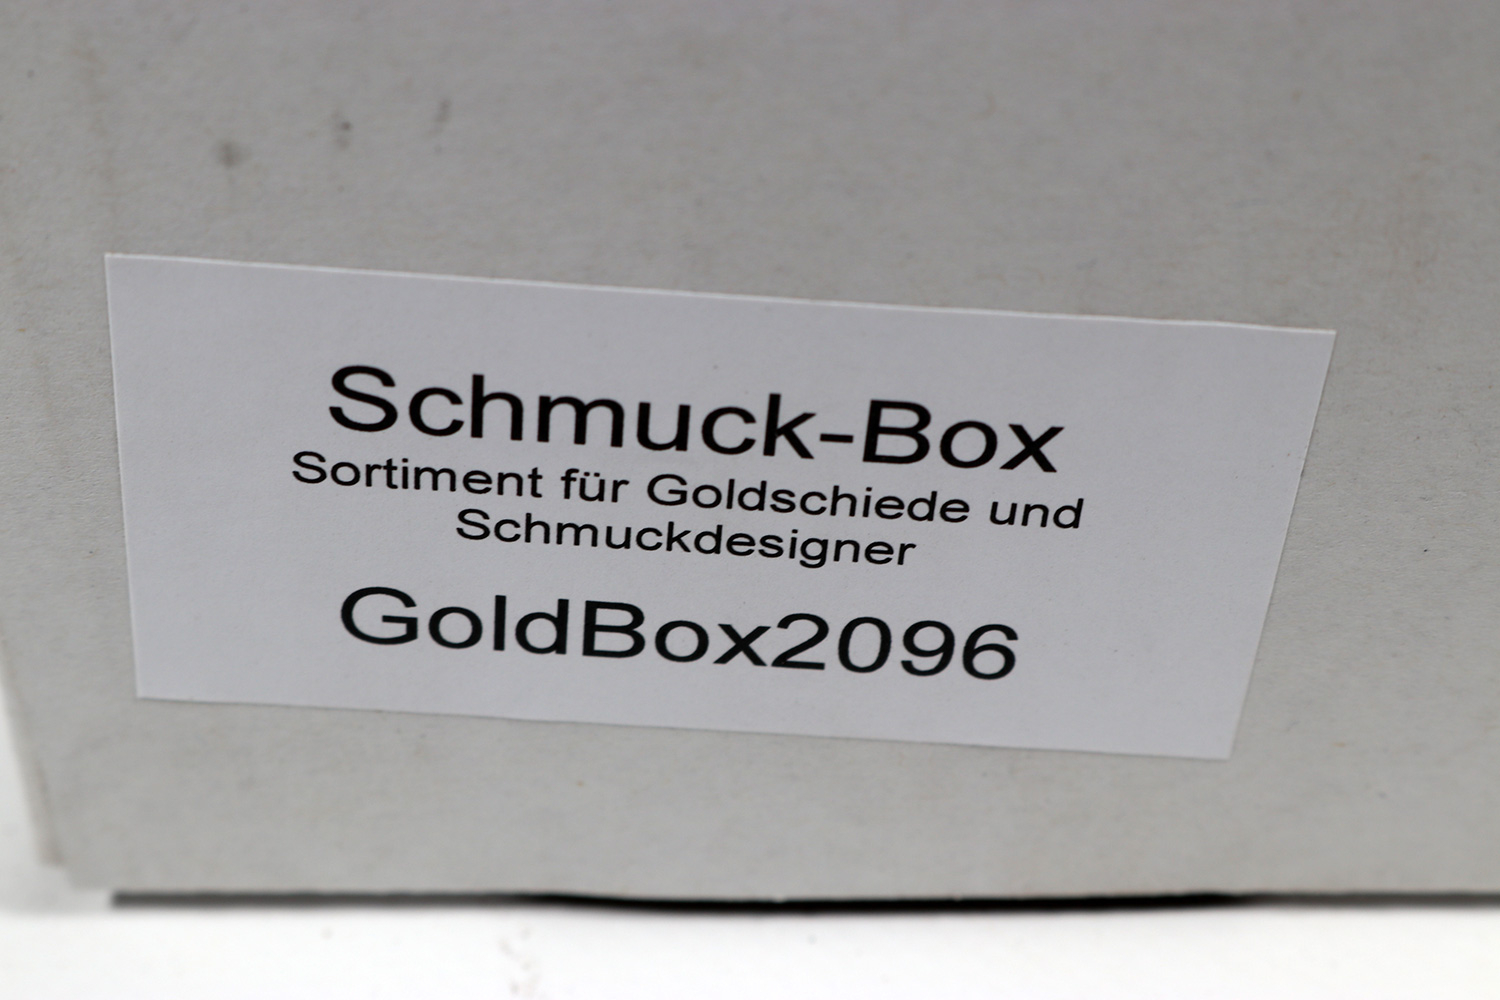 Schmuck-Box
Sortiment für Goldschiede und
Schmuckdesigner
GoldBox2096